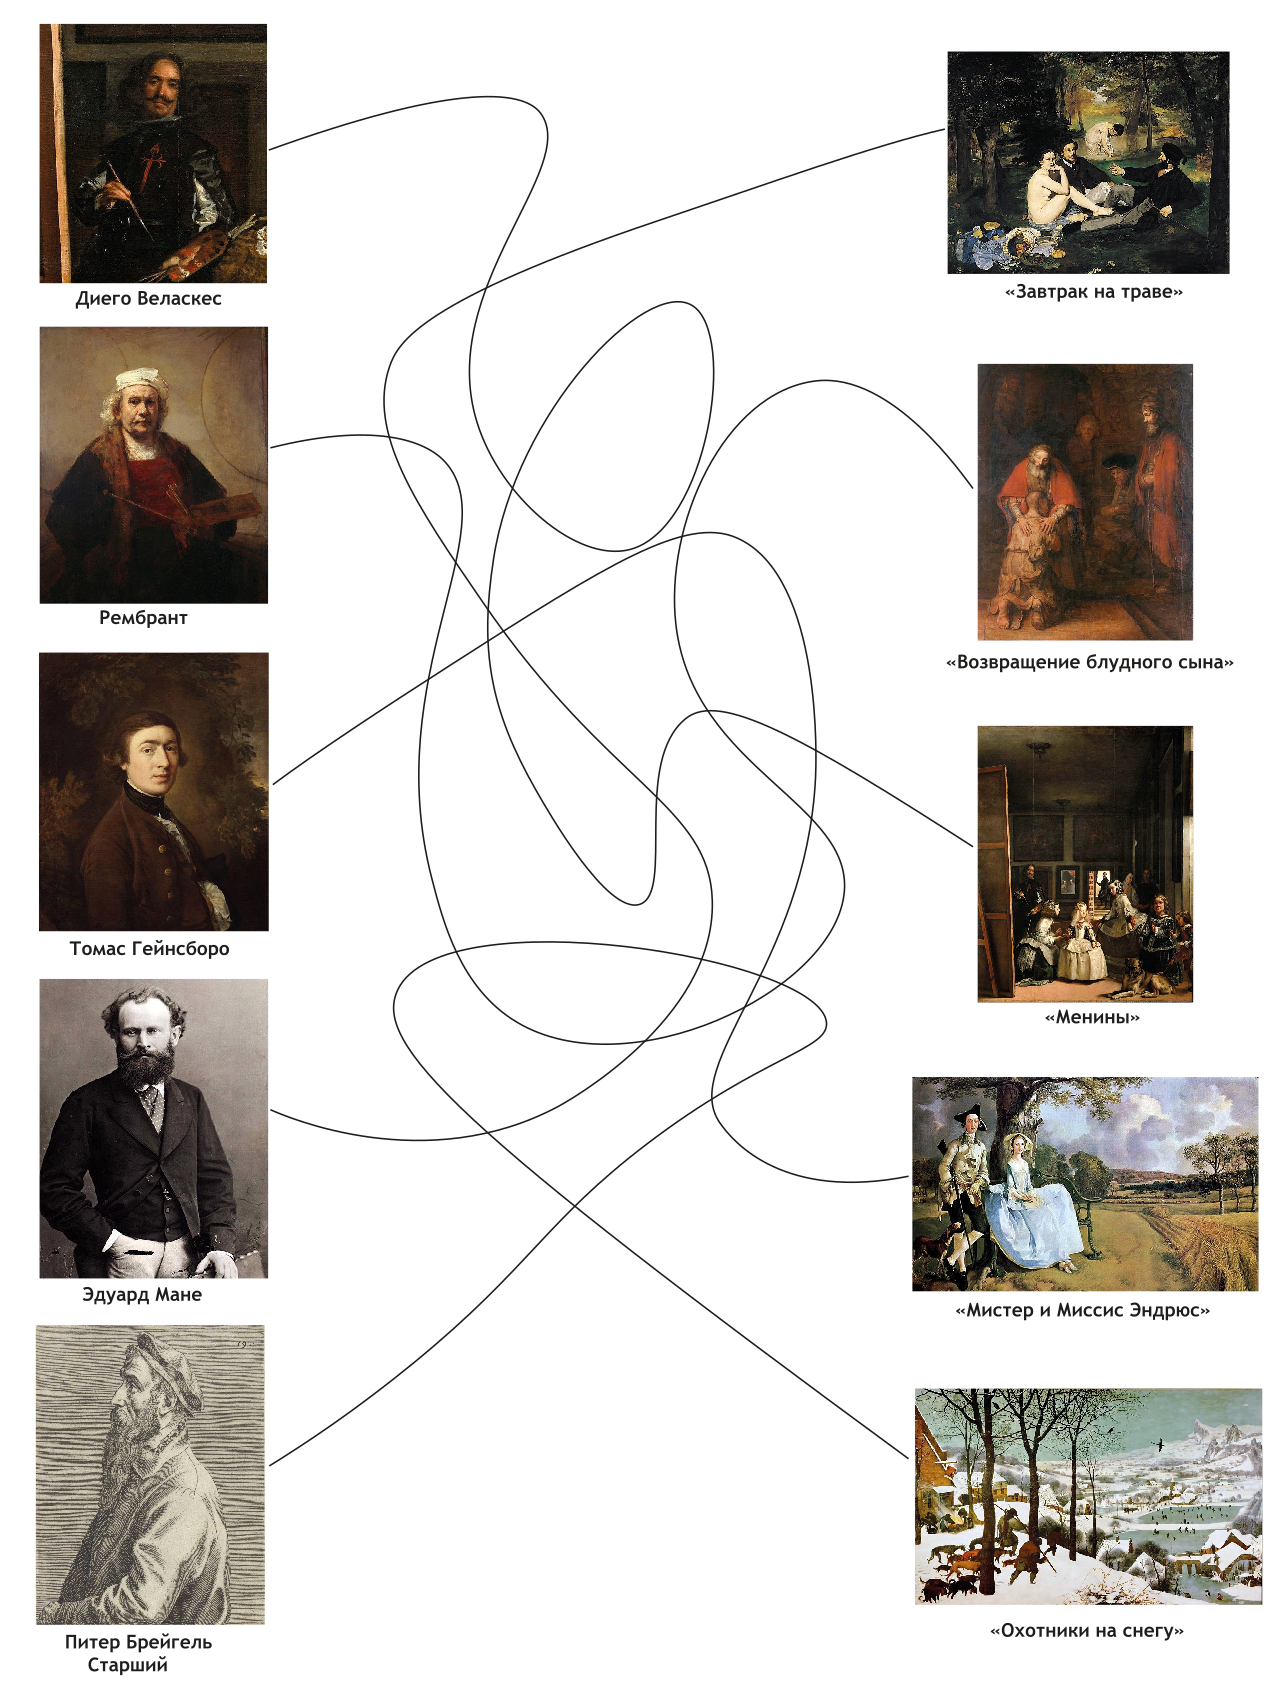 Диего Веласкес
«Завтрак на траве»
Рембрант
«Возвращение блудного сына»
Томас Гейнсборо
«Менины»
Эдуард Мане
«Мистер и Миссис Эндрюс»
Питер Брейгель
Старший
«Охотники на снегу»